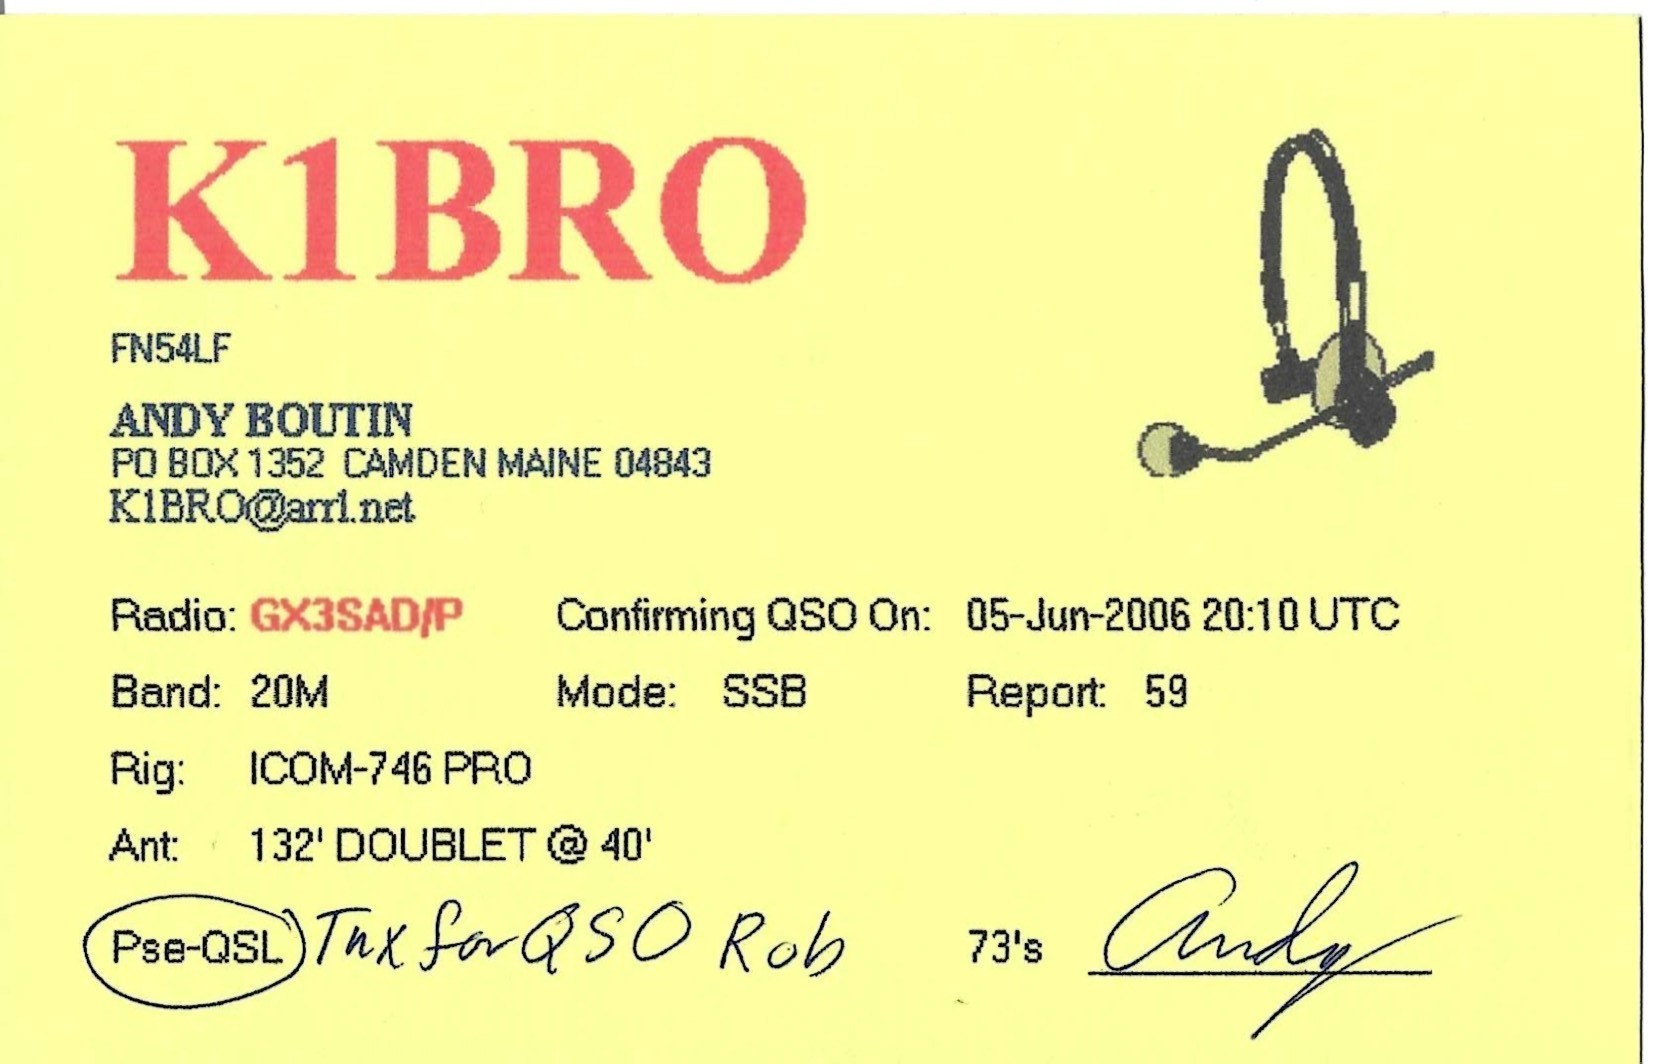 K1BRO
FN54LF
ANDY BOUTIN
PO BOX 1352 CAMDEN MAINE 04843
K1BRO@arrl.net
Radio: GX3SAD/P Confirming QSO On: 05-Jun-2006 20:10 UTC
Band: 20M Mode: SSB Report: 59
Rig: ICOM-746 PRO
Ant: 132' DOUBLET @ 40'
Pse-QSL Tnx for QSO Rob 73's Andy